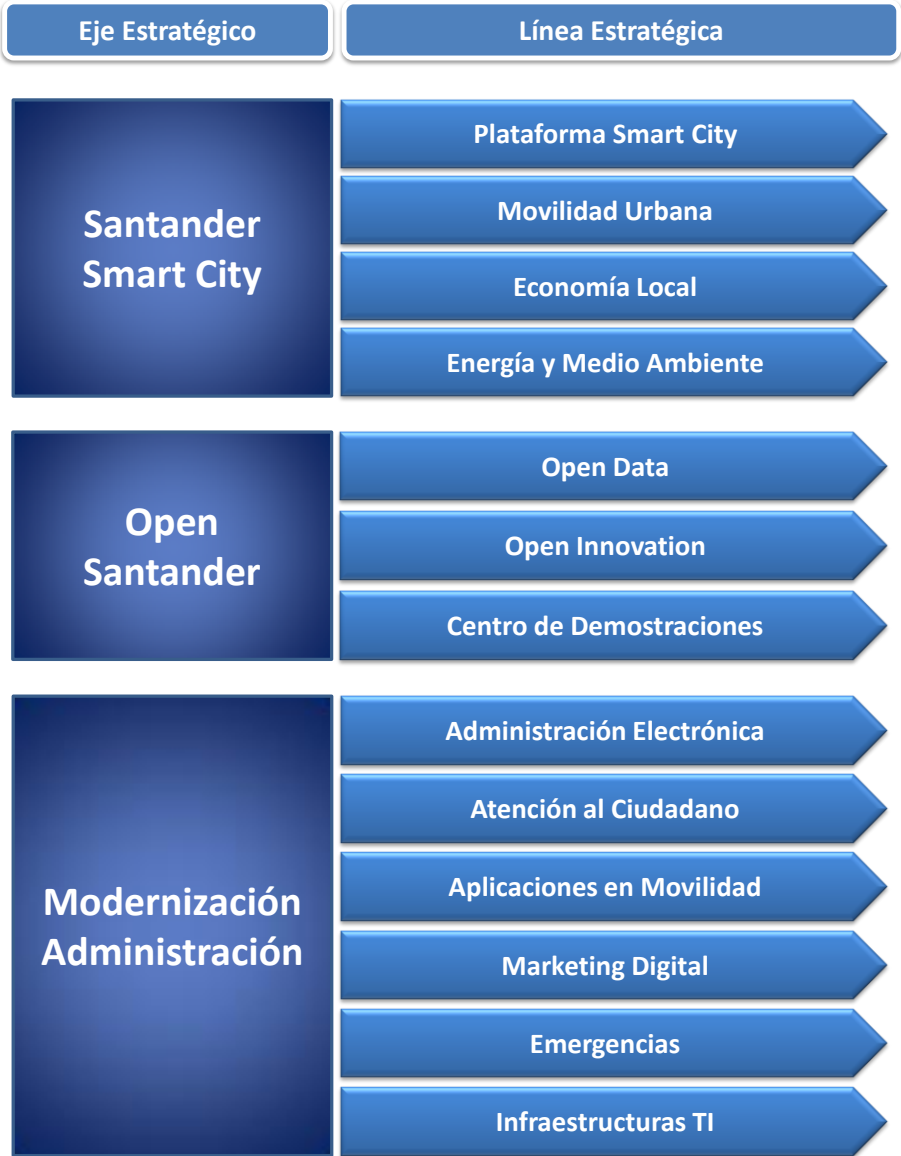 Eje Estratégico
Línea Estratégica
Santander
Smart City
Plataforma Smart City
Movilidad Urbana
Economía Local
Energía y Medio Ambiente
Open
Santander
Open Data
Open Innovation
Centro de Demostraciones
Modernización
Administración
Administración Electrónica
Atención al Ciudadano
Aplicaciones en Movilidad
Marketing Digital
Emergencias
Infraestructuras TI